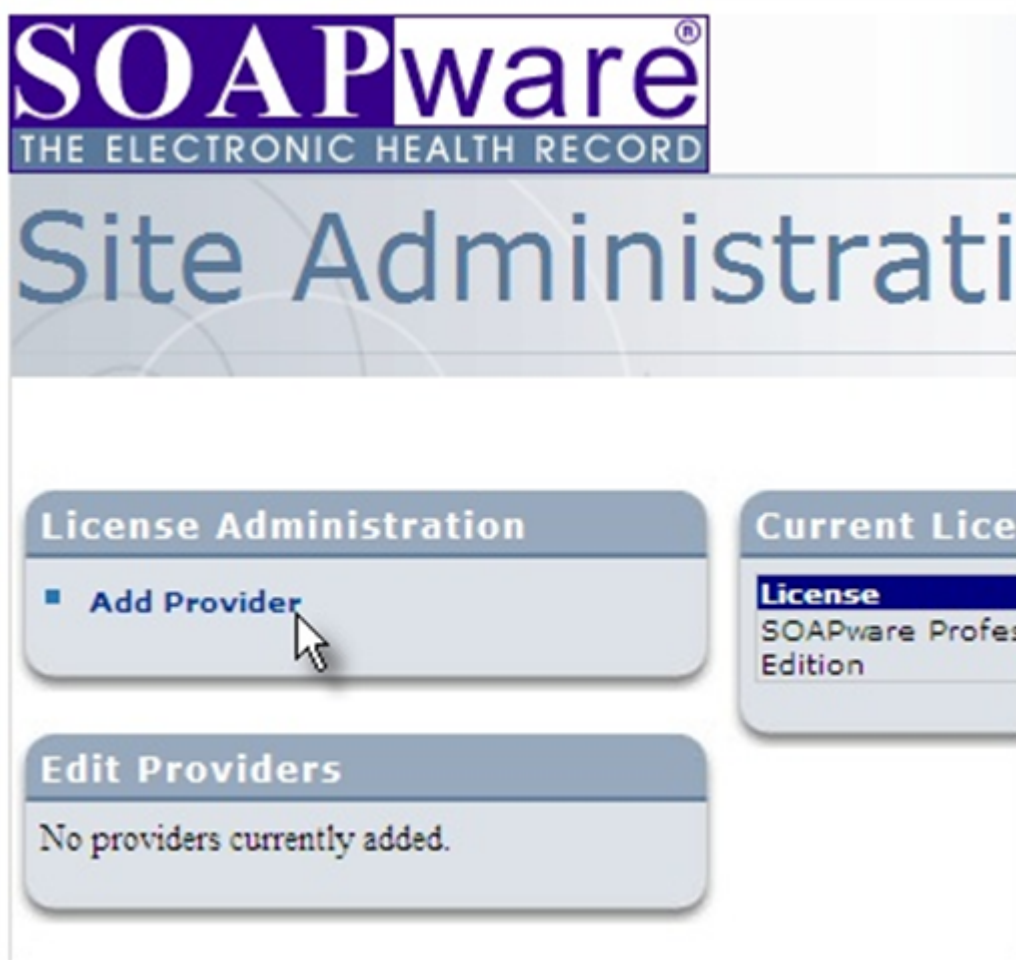 SOAPware®
THE ELECTRONIC HEALTH RECORD
Site Administrati
License Administration
Add Provider
Edit Providers
No providers currently added.
Current Lice
License
SOAPware Profes
Edition